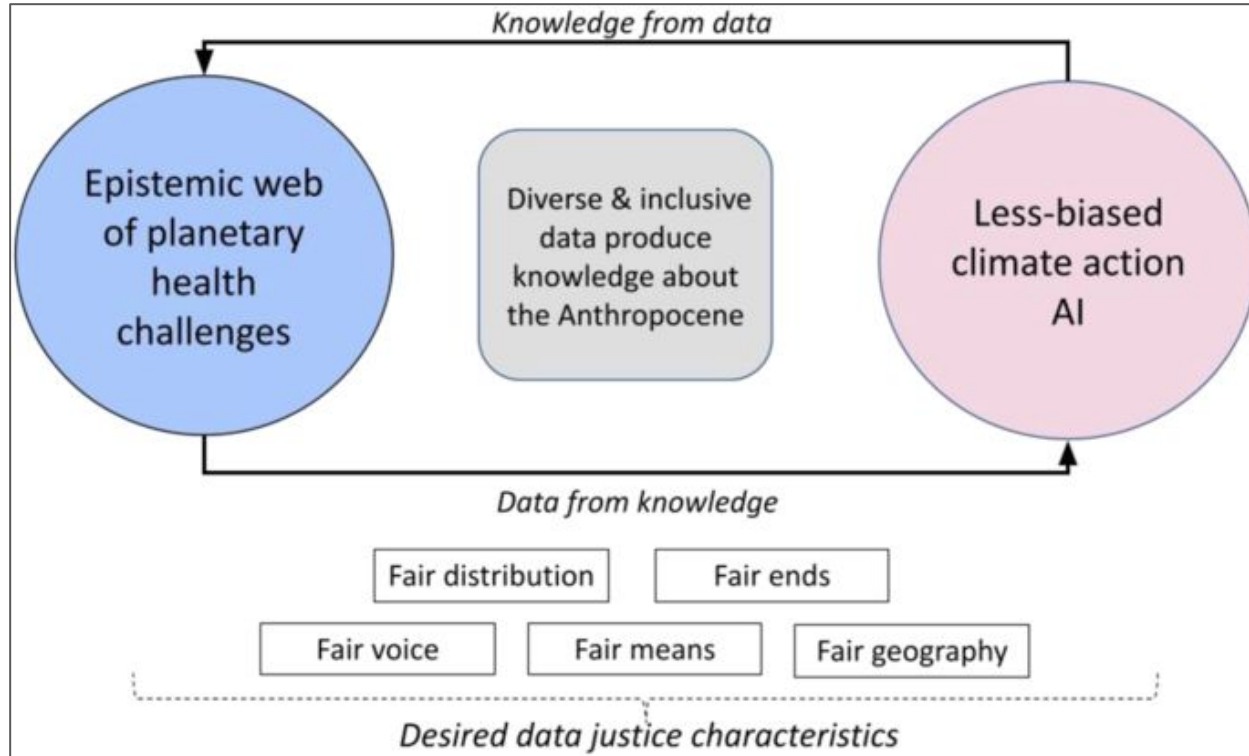 Knowledge from data
Epistemic web
of planetary
health
challenges
Diverse & inclusive
data produce
knowledge about
the Anthropocene
Less-biased
climate action
AI
Data from knowledge
Fair distribution
Fair ends
Fair voice
Fair means
Fair geography
Desired data justice characteristics